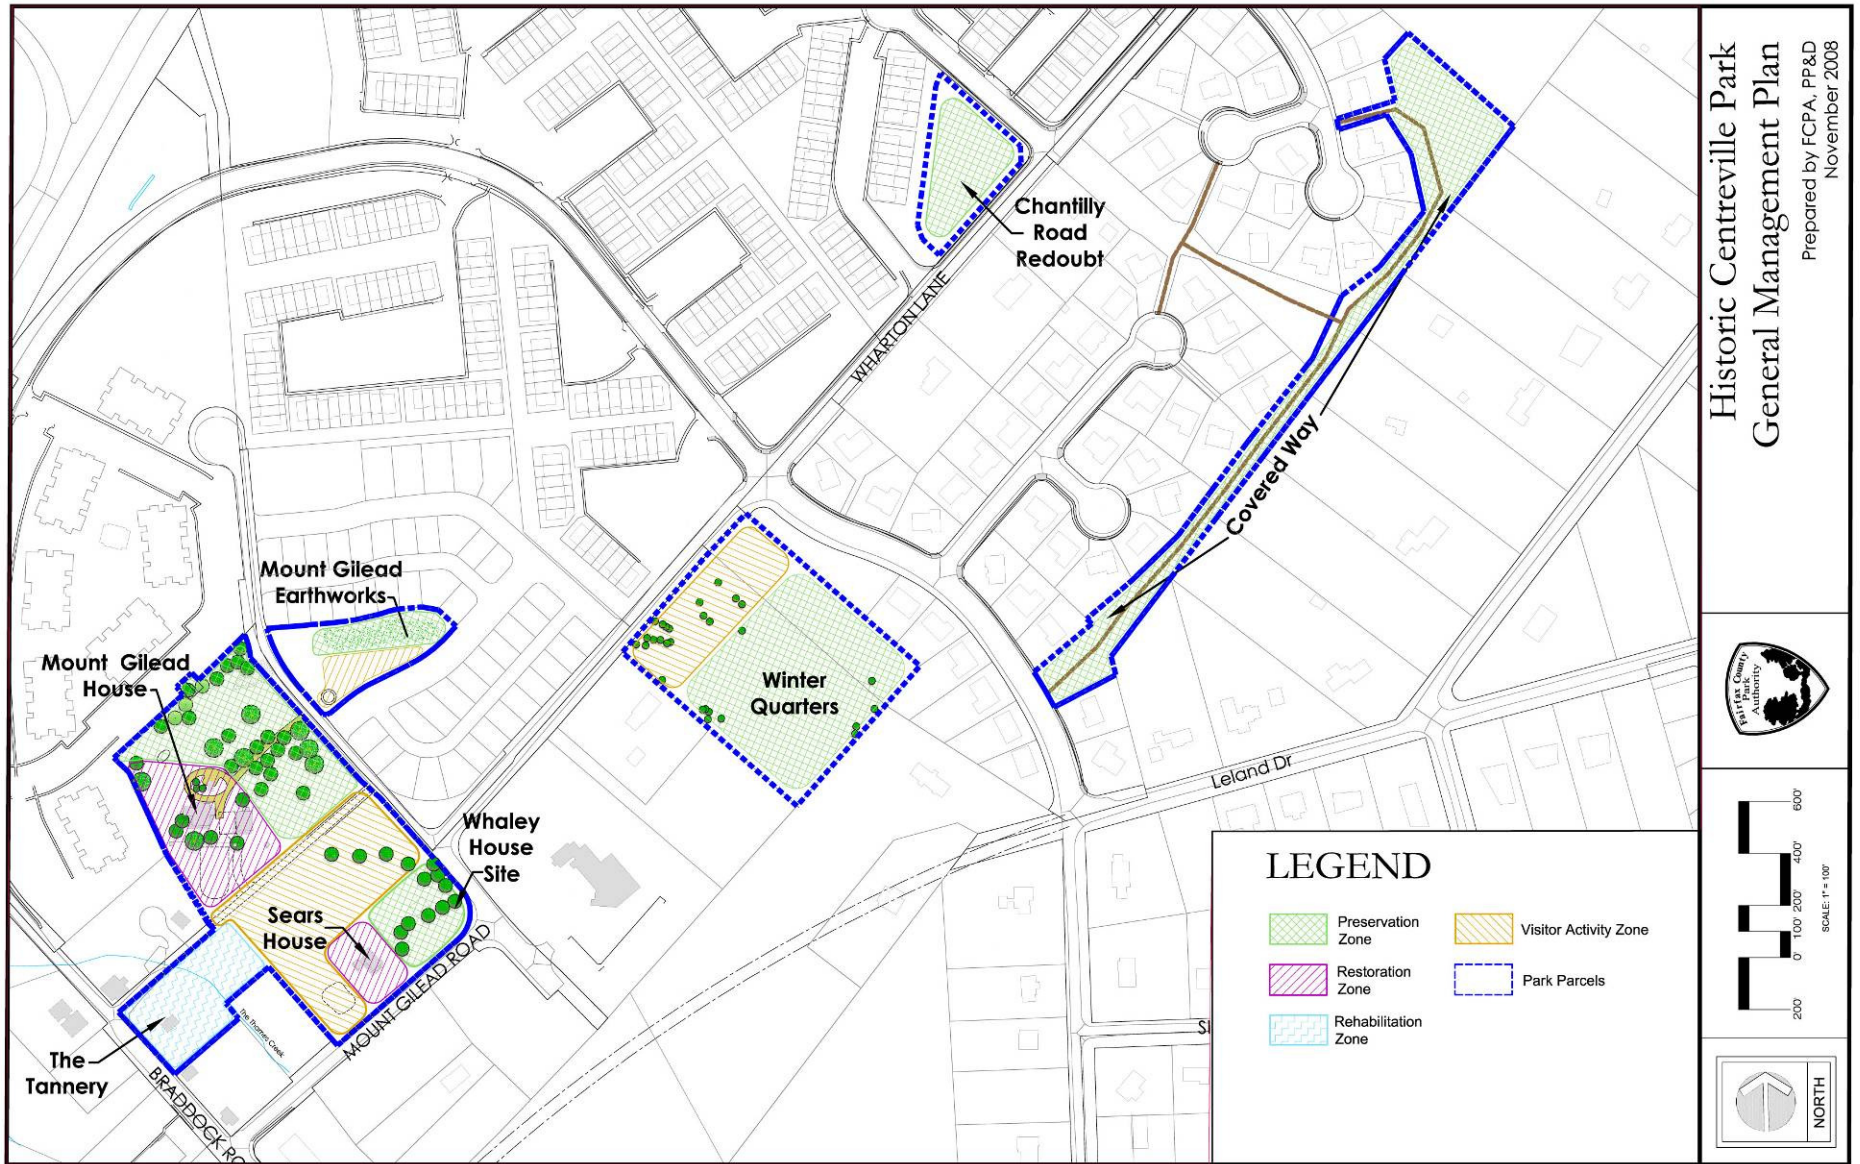 Historic Centreville Park
General Management Plan
Prepared by FCPA, PP&D
November 2008
Chantilly
Road
Redoubt
WHARTON LANE
Covered Way
Mount Gilead
Earthworks
Mount Gilead
House
Winter
Quarters
Leland Dr
Whaley
House
Site
Sears
House
MOUNT GILEAD ROAD
The
Tannery
BRADDOCK RO
LEGEND
Preservation
Zone
Visitor Activity Zone
Restoration
Zone
Park Parcels
Rehabilitation
Zone
Fairfax County
Park
Authority
600'
400'
200'
100'
0'
200'
SCALE: 1" = 100'
NORTH